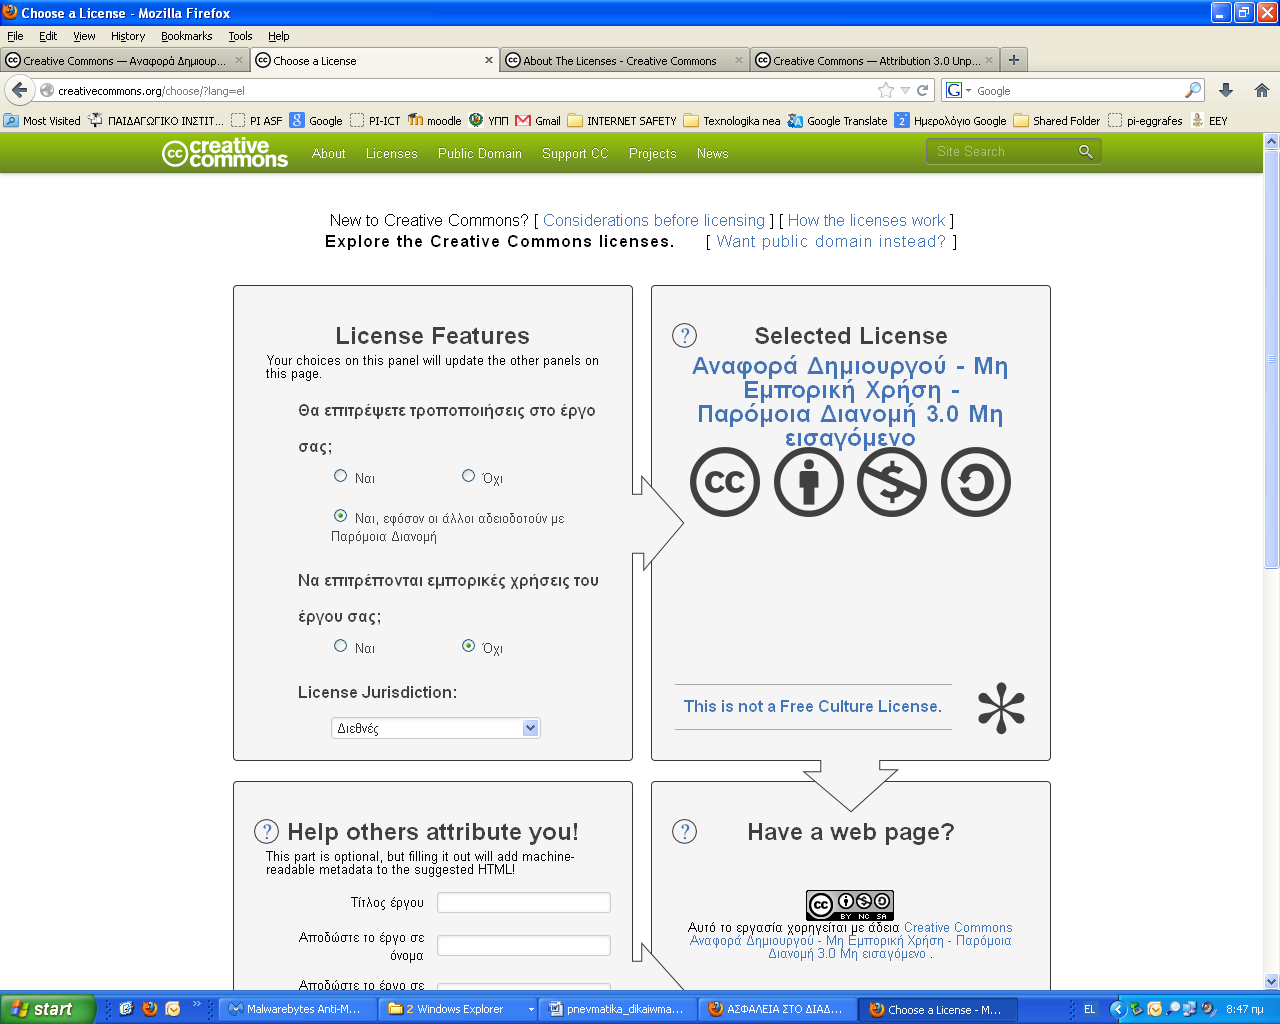 Choose a License - Mozilla Firefox
File Edit View History Bookmarks Tools Help
Creative Commons — Αναφορά Δημιουρ... Choose a License About The Licenses - Creative Commons Creative Commons — Attribution 3.0 Unp...
creativecommons.org/choose/?lang=el Google
Most Visited ΠΑΙΔΑΓΩΓΙΚΟ ΙΝΣΤΙΤ... PI ASF Google PI-ICT moodle ΥΠΠ Gmail INTERNET SAFETY Texnologika nea Google Translate Ημερολόγιο Google Shared Folder pi-eggrafes EEY
creative commons About Licenses Public Domain Support CC Projects News Site Search
New to Creative Commons? [ Considerations before licensing ] [ How the licenses work ]
Explore the Creative Commons licenses. [ Want public domain instead? ]
License Features
Your choices on this panel will update the other panels on
this page.
Θα επιτρέψετε τροποποιήσεις στο έργο
σας;
Ναι Όχι
Ναι, εφόσον οι άλλοι αδειοδοτούν με
Παρόμοια Διανομή
Να επιτρέπονται εμπορικές χρήσεις του
έργου σας;
Ναι Όχι
License Jurisdiction:
Διεθνές
? Selected License
Αναφορά Δημιουργού - Μη
Εμπορική Χρήση -
Παρόμοια Διανομή 3.0 Μη
εισαγόμενο
cc
This is not a Free Culture License.
? Help others attribute you!
This part is optional, but filling it out will add machine-
readable metadata to the suggested HTML!
Τίτλος έργου
Αποδώστε το έργο σε
όνομα
Αποδώστε το έργο σε
? Have a web page?
cc BY NC SA
Αυτό το εργασία χορηγείται με άδεια Creative Commons
Αναφορά Δημιουργού - Μη Εμπορική Χρήση - Παρόμοια
Διανομή 3.0 Μη εισαγόμενο .
start Malwarebytes Anti-M... 2 Windows Explorer pnevmatika_dikaiwma... ΑΣΦΑΛΕΙΑ ΣΤΟ ΔΙΑΔ... Choose a License - M... EL 8:47 πμ